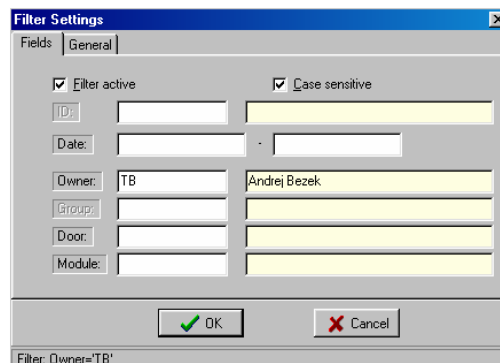 Filter Settings
Fields General
Filter active Case sensitive
ID:
Date: -
Owner: TB Andrej Bezek
Group:
Door:
Module:
OK Cancel
Filter: Owner='TB'